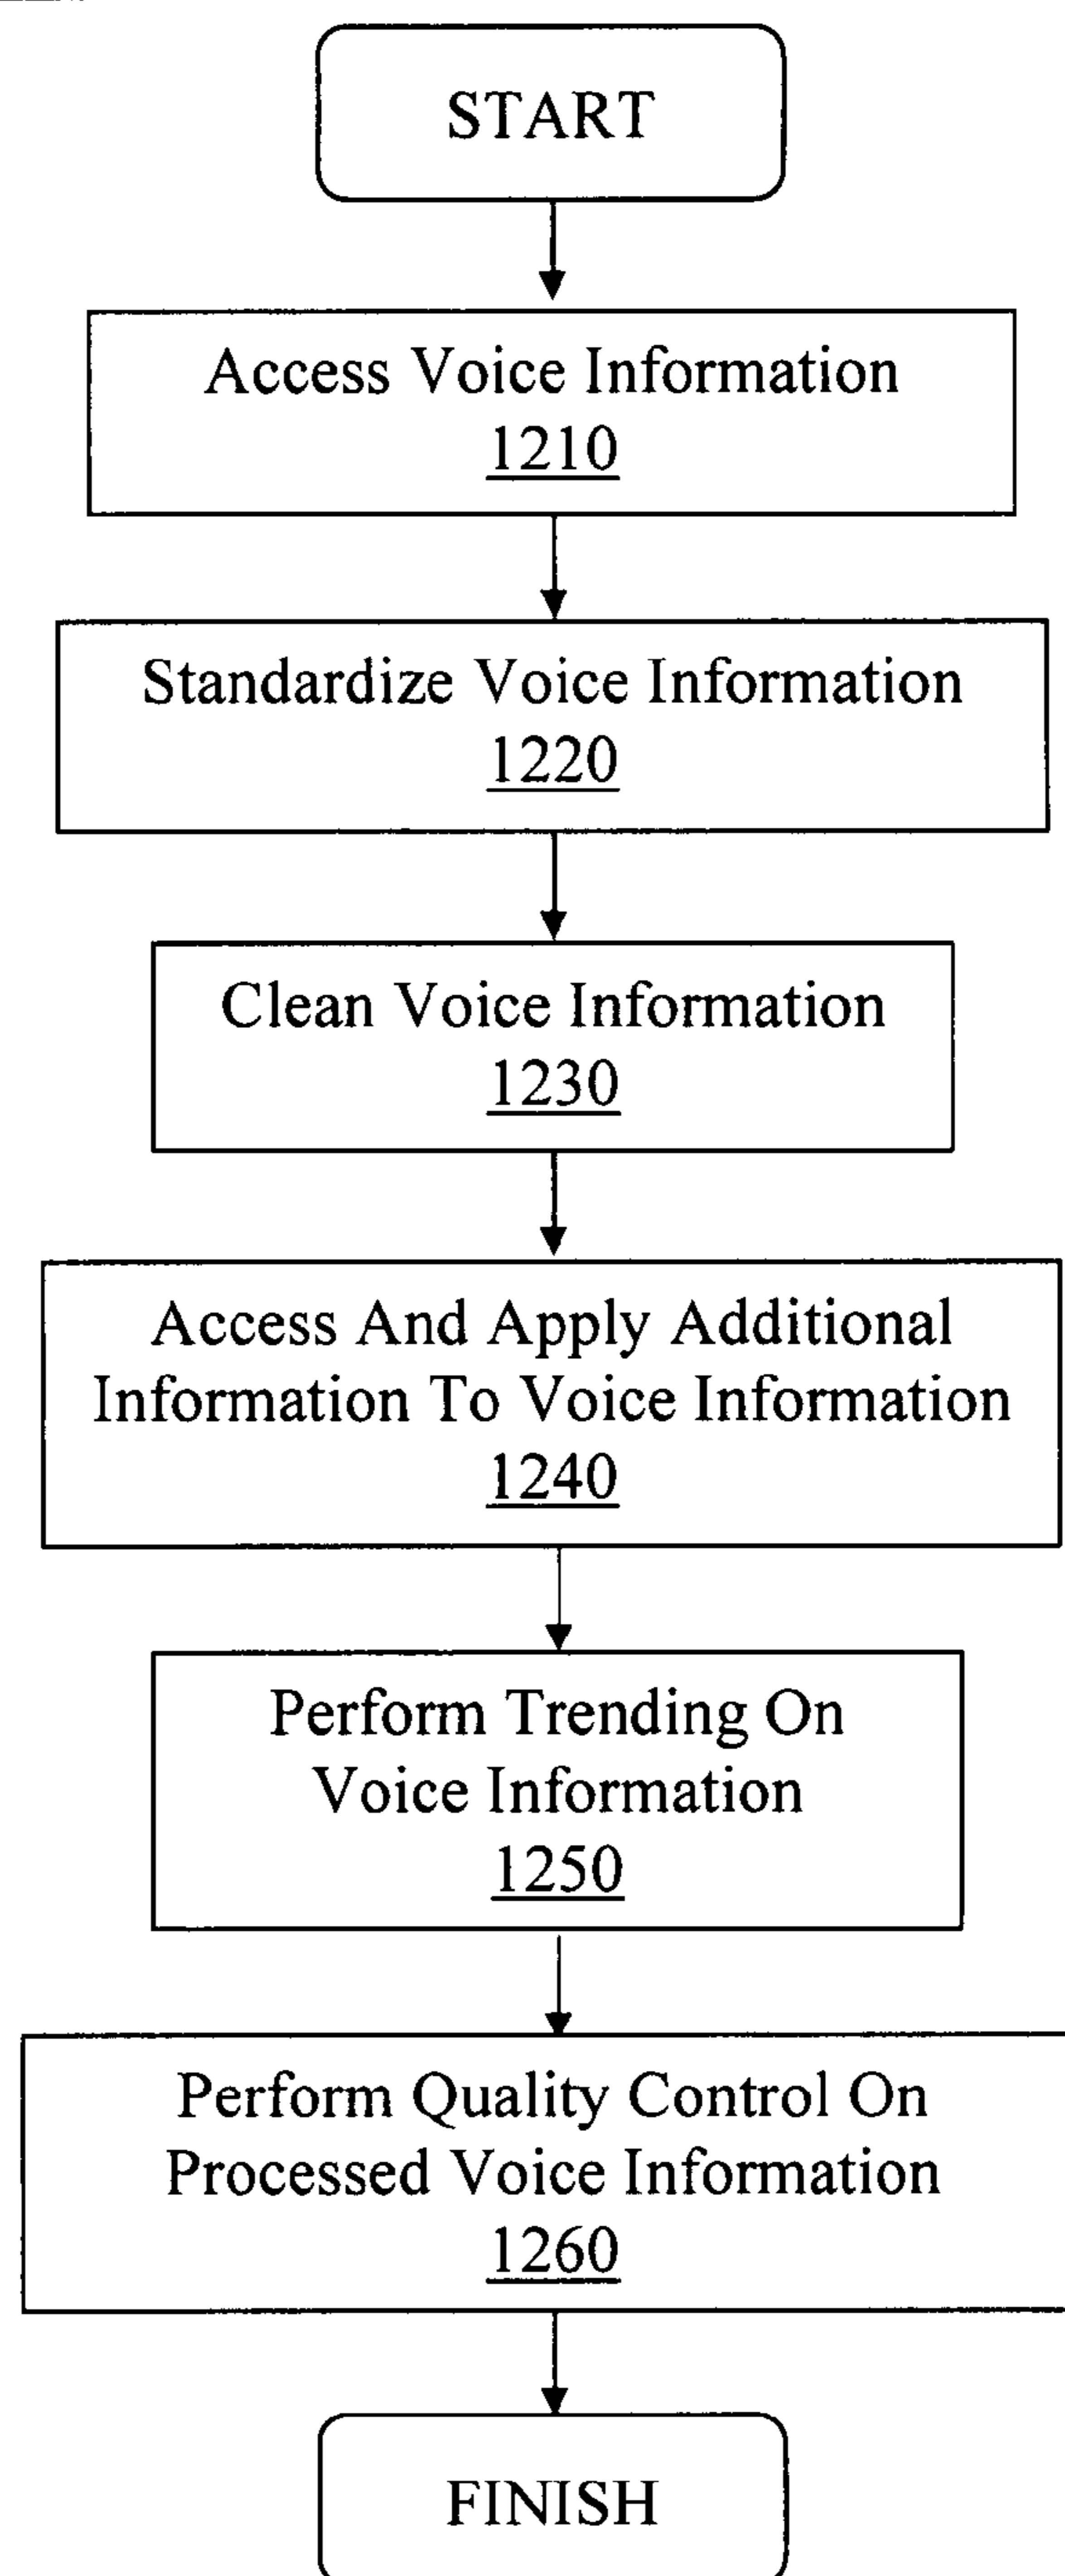 START
Access Voice Information
1210
Standardize Voice Information
1220
Clean Voice Information
1230
Access And Apply Additional
Information To Voice Information
1240
Perform Trending On
Voice Information
1250
Perform Quality Control On
Processed Voice Information
1260
FINISH